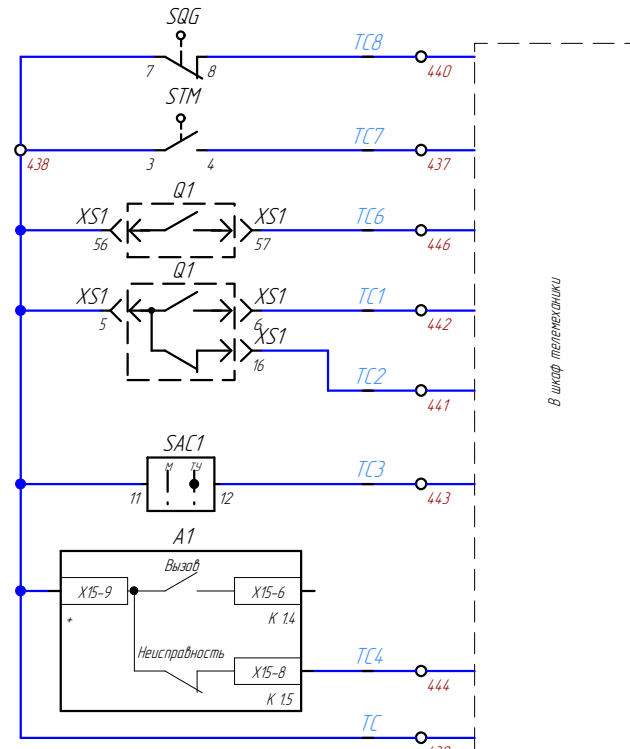 SQG
TC8
7 8
440
STM
TC7
438
3 4
437
Q1
XS1 XS1
TC6
56 57
446
Q1
XS1 XS1
TC1
5 6
442
XS1
16
TC2
441
В шкаф телемеханики
SAC1
М ТУ
TC3
11 12
443
A1
Вызов
X15-9 X15-6
+
К 1.4
Неисправность
X15-8
TC4
444
К 1.5
TC